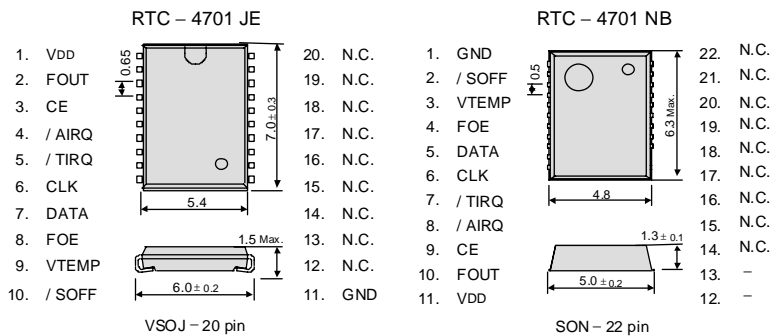 RTC – 4701 JE
1. VDD
2. FOUT
3. CE
4. / AIRQ
5. / TIRQ
6. CLK
7. DATA
8. FOE
9. VTEMP
10. / SOFF
20. N.C.
19. N.C.
18. N.C.
17. N.C.
16. N.C.
15. N.C.
14. N.C.
13. N.C.
12. N.C.
11. GND
0.65
7.0 ± 0.3
5.4
1.5 Max.
6.0 ± 0.2
VSOJ – 20 pin
RTC – 4701 NB
1. GND
2. / SOFF
3. VTEMP
4. FOE
5. DATA
6. CLK
7. / TIRQ
8. / AIRQ
9. CE
10. FOUT
11. VDD
22. N.C.
21. N.C.
20. N.C.
19. N.C.
18. N.C.
17. N.C.
16. N.C.
15. N.C.
14. N.C.
13. –
12. –
0.5
6.3 Max.
4.8
1.3 ± 0.1
5.0 ± 0.2
SON – 22 pin